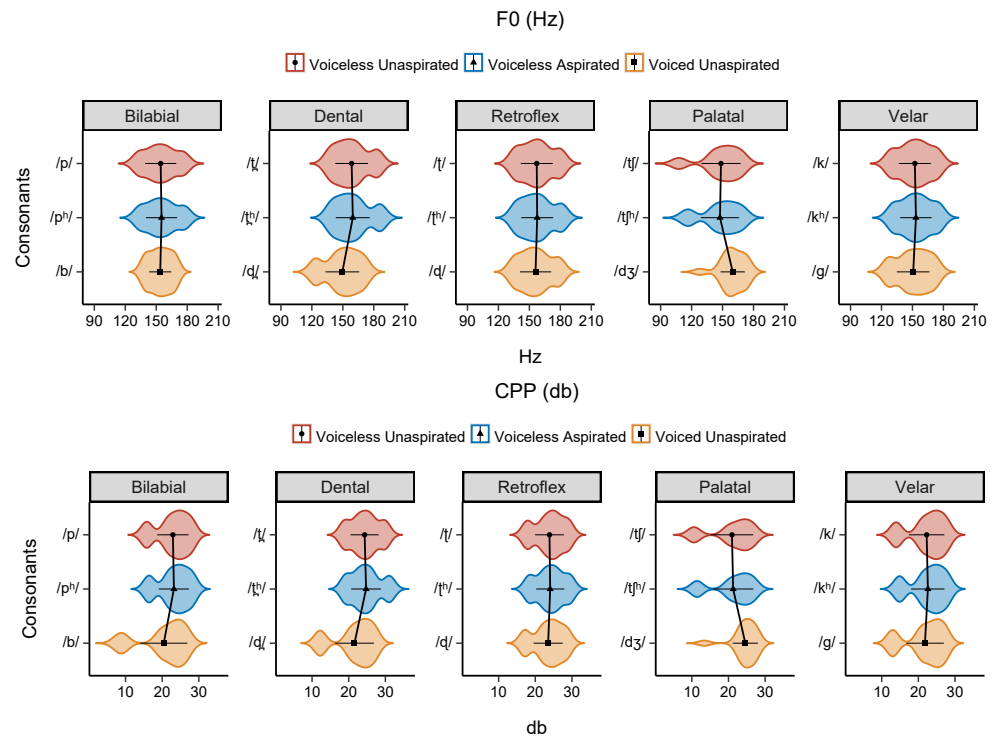 F0 (Hz)
Voiceless Unaspirated Voiceless Aspirated Voiced Unaspirated
Bilabial Dental Retroflex Palatal Velar
Consonants
/p/ /t̪/ /ʈ/ /tʃ/ /k/
/pʰ/ /t̪ʰ/ /ʈʰ/ /tʃʰ/ /kʰ/
/b/ /d̪/ /ɖ/ /dʒ/ /g/
90 120 150 180 210 90 120 150 180 210 90 120 150 180 210 90 120 150 180 210 90 120 150 180 210
Hz
CPP (db)
Voiceless Unaspirated Voiceless Aspirated Voiced Unaspirated
Bilabial Dental Retroflex Palatal Velar
Consonants
/p/ /t̪/ /ʈ/ /tʃ/ /k/
/pʰ/ /t̪ʰ/ /ʈʰ/ /tʃʰ/ /kʰ/
/b/ /d̪/ /ɖ/ /dʒ/ /g/
10 20 30 10 20 30 10 20 30 10 20 30 10 20 30
db